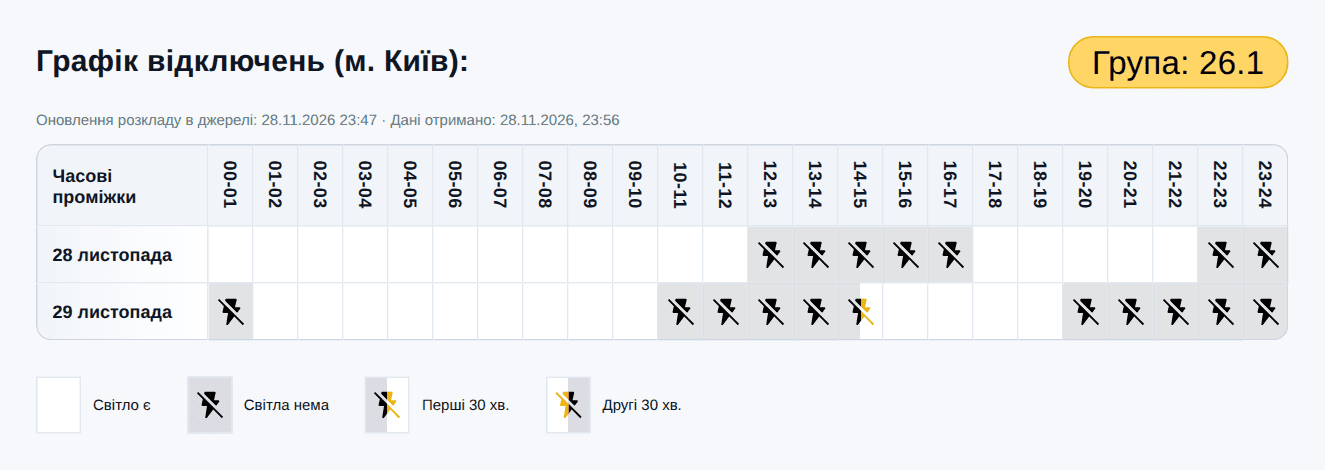 Графік відключень (м. Київ):
Група: 26.1
Оновлення розкладу в джерелі: 28.11.2026 23:47 · Дані отримано: 28.11.2026, 23:56
Часові
проміжки
00-01
01-02
02-03
03-04
04-05
05-06
06-07
07-08
08-09
09-10
10-11
11-12
12-13
13-14
14-15
15-16
16-17
17-18
18-19
19-20
20-21
21-22
22-23
23-24
28 листопада
29 листопада
Світло є
Світла нема
Перші 30 хв.
Другі 30 хв.